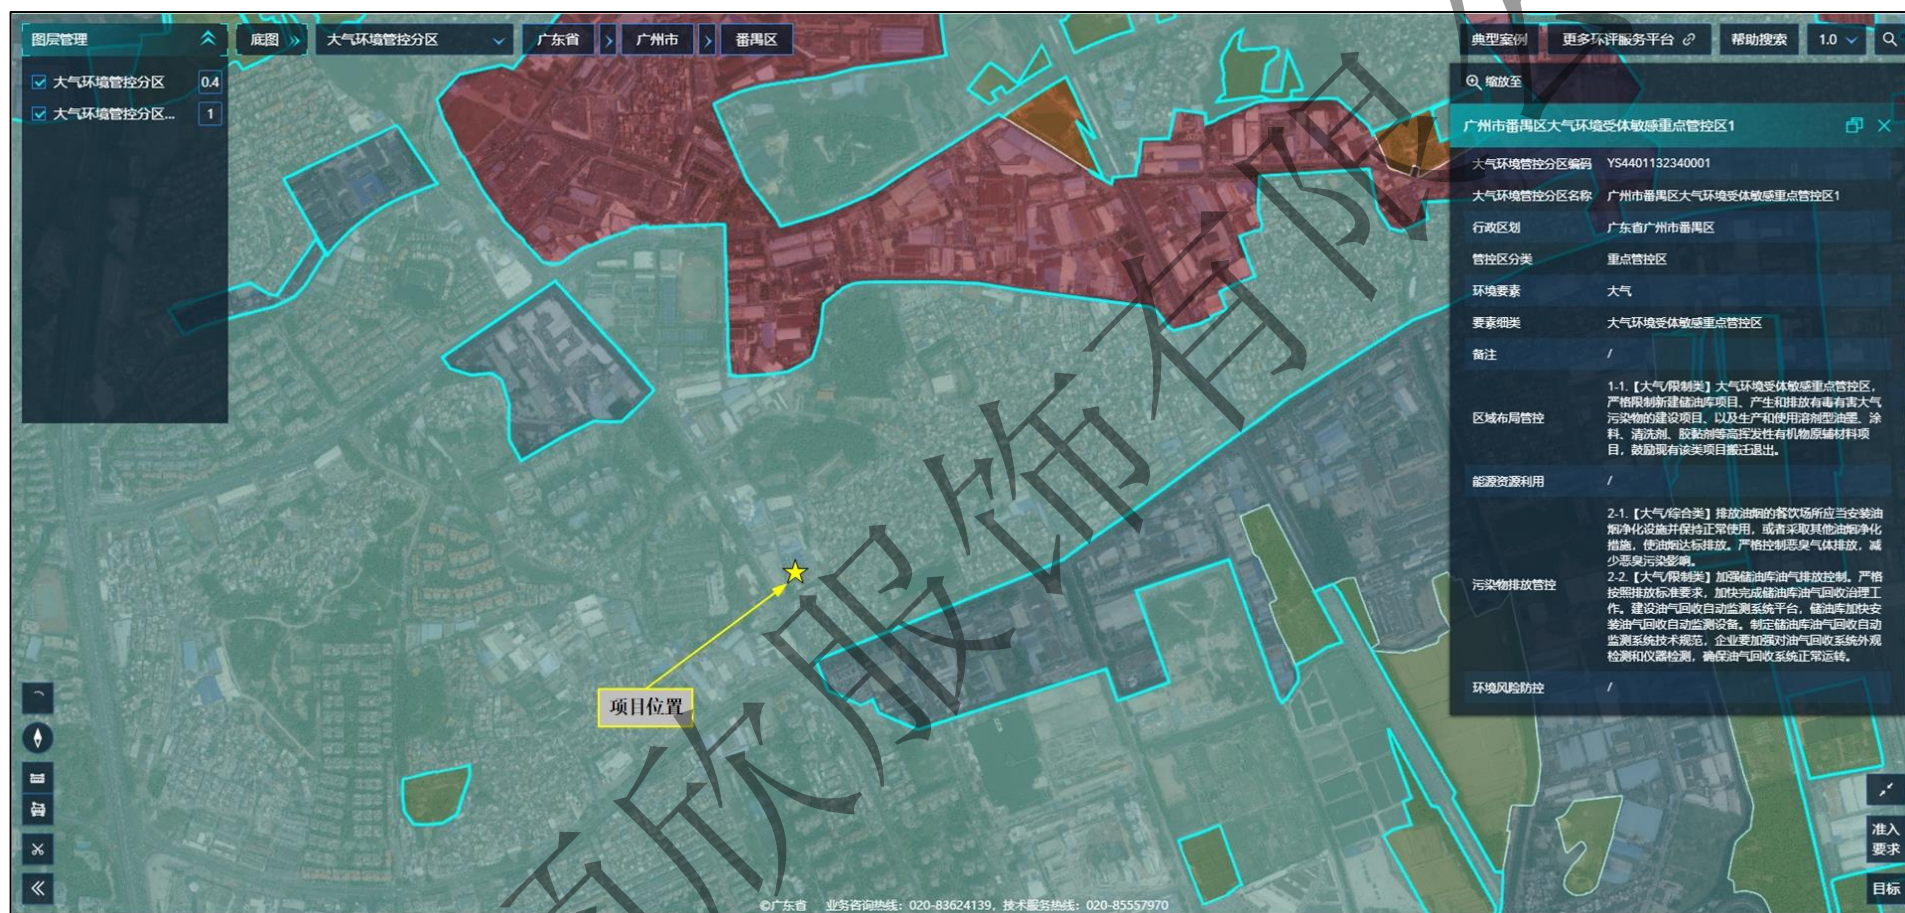 图层管理
底图
大气环境管控分区
广东省
广州市
番禺区
典型案例
更多环评服务平台
帮助搜索
1.0
大气环境管控分区
0.4
大气环境管控分区...
1
缩放至
广州市番禺区大气环境受体敏感重点管控区1
大气环境管控分区编码 YS4401132340001
大气环境管控分区名称 广州市番禺区大气环境受体敏感重点管控区1
行政区划 广东省广州市番禺区
管控区分类 重点管控区
环境要素 大气
要素细类 大气环境受体敏感重点管控区
备注 /
区域布局管控
1-1.【大气/限制类】大气环境受体敏感重点管控区，
严格限制新建储油库项目、产生和排放有毒有害大气
污染物的建设项目、以及生产和使用溶剂型油墨、涂
料、清洗剂、胶黏剂等高挥发性有机物原辅材料项
目，鼓励现有该类项目搬迁退出。
能源资源利用 /
污染物排放管控
2-1.【大气/综合类】排放油烟的餐饮场所应当安装油
烟净化设施并保持正常使用，或者采取其他油烟净化
措施，使油烟达标排放。严格控制恶臭气体排放，减
少恶臭污染影响。
2-2.【大气/限制类】加强储油库油气排放控制。严格
按照排放标准要求，加快完成储油库油气回收治理工
作。建设油气回收自动监测系统平台，储油库加快安
装油气回收自动监测设备。制定储油库油气回收自动
监测系统技术规范，企业要加强对油气回收系统外观
检测和仪器检测，确保油气回收系统正常运转。
环境风险防控 /
项目位置
准入
要求
目标
©广东省 业务咨询热线：020-83624139，技术服务热线：020-85557970
欣服饰有限